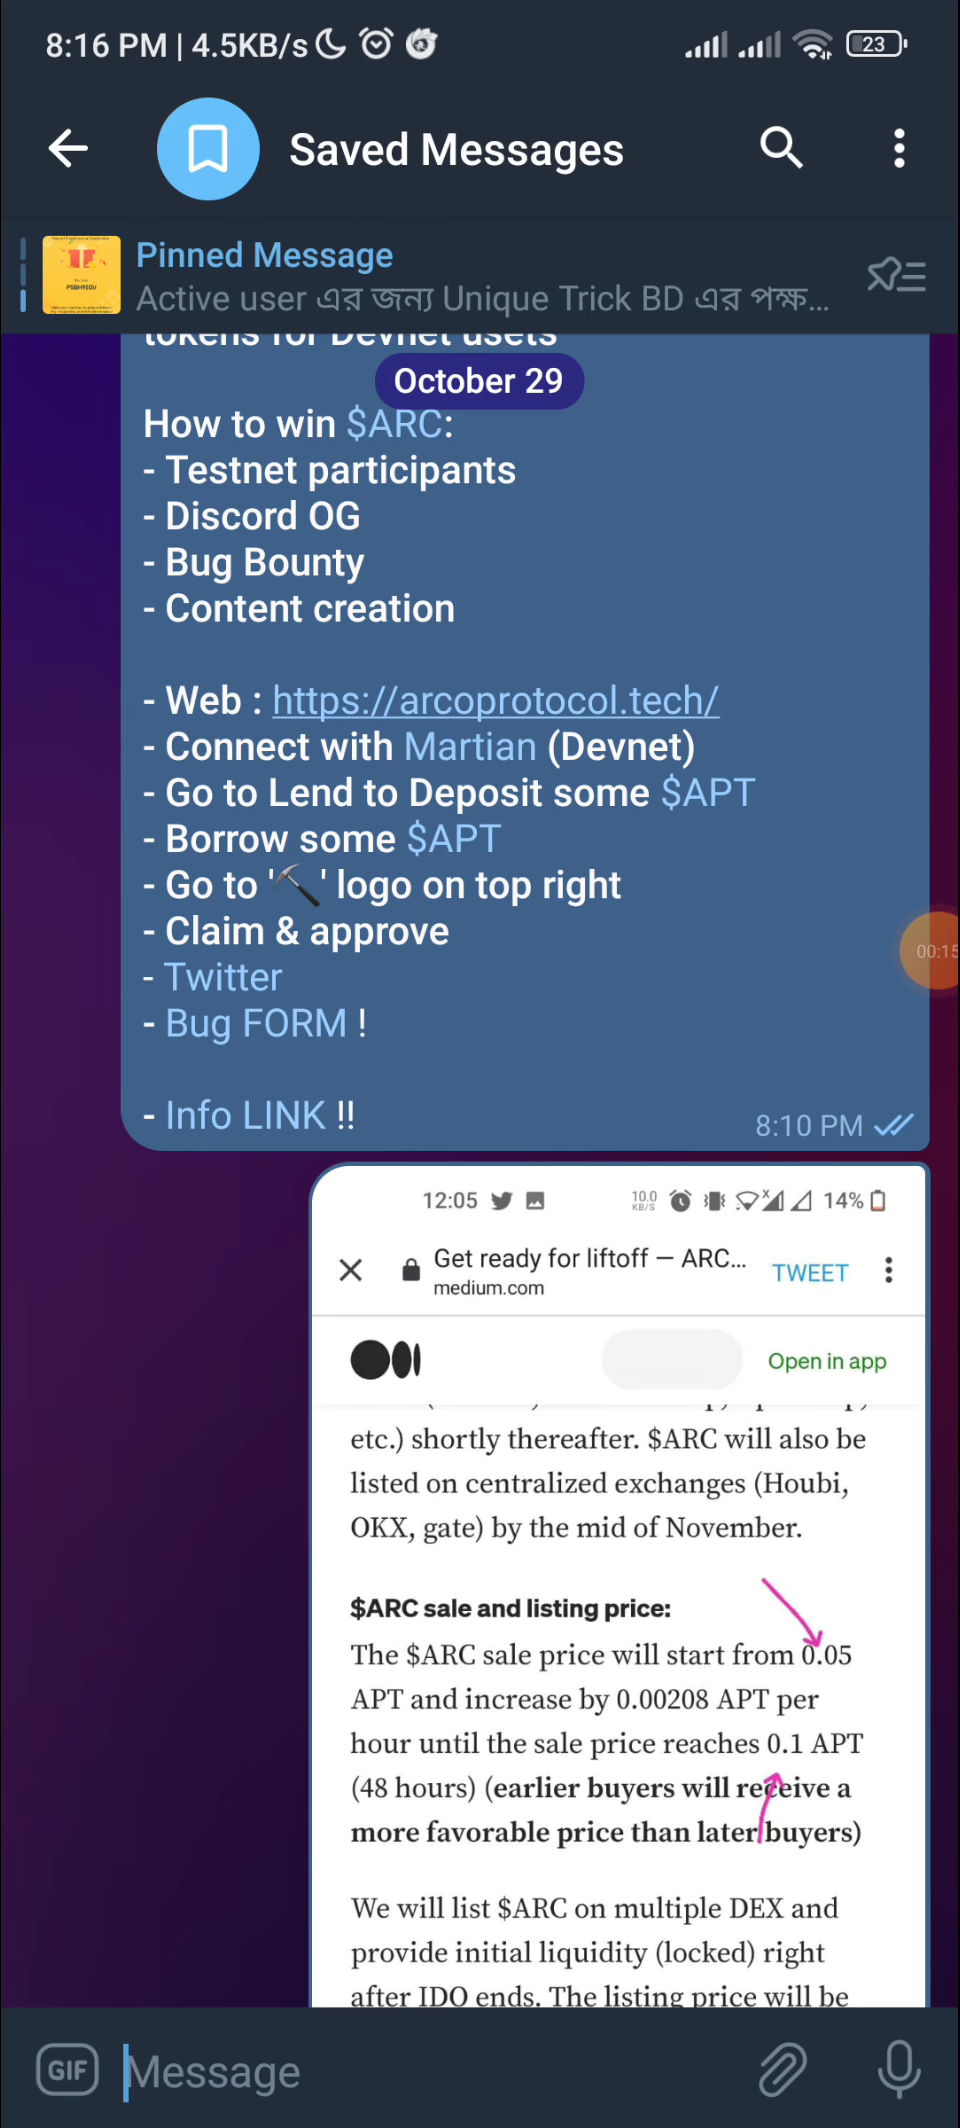 8:16 PM | 4.5KB/s
23
Saved Messages
Pinned Message
Active user এর জন্য Unique Trick BD এর পক্ষ...
tokens for Devnet usets
October 29
How to win $ARC:
- Testnet participants
- Discord OG
- Bug Bounty
- Content creation
- Web : https://arcoprotocol.tech/
- Connect with Martian (Devnet)
- Go to Lend to Deposit some $APT
- Borrow some $APT
- Go to '⛏' logo on top right
- Claim & approve
00:15
- Twitter
- Bug FORM !
- Info LINK !!
8:10 PM
12:05
10.0 KB/S
14%
Get ready for liftoff — ARC...
medium.com
TWEET
Open in app
etc.) shortly thereafter. $ARC will also be
listed on centralized exchanges (Houbi,
OKX, gate) by the mid of November.
$ARC sale and listing price:
The $ARC sale price will start from 0.05
APT and increase by 0.00208 APT per
hour until the sale price reaches 0.1 APT
(48 hours) (earlier buyers will receive a
more favorable price than later buyers)
We will list $ARC on multiple DEX and
provide initial liquidity (locked) right
after IDO ends. The listing price will be
GIF
Message